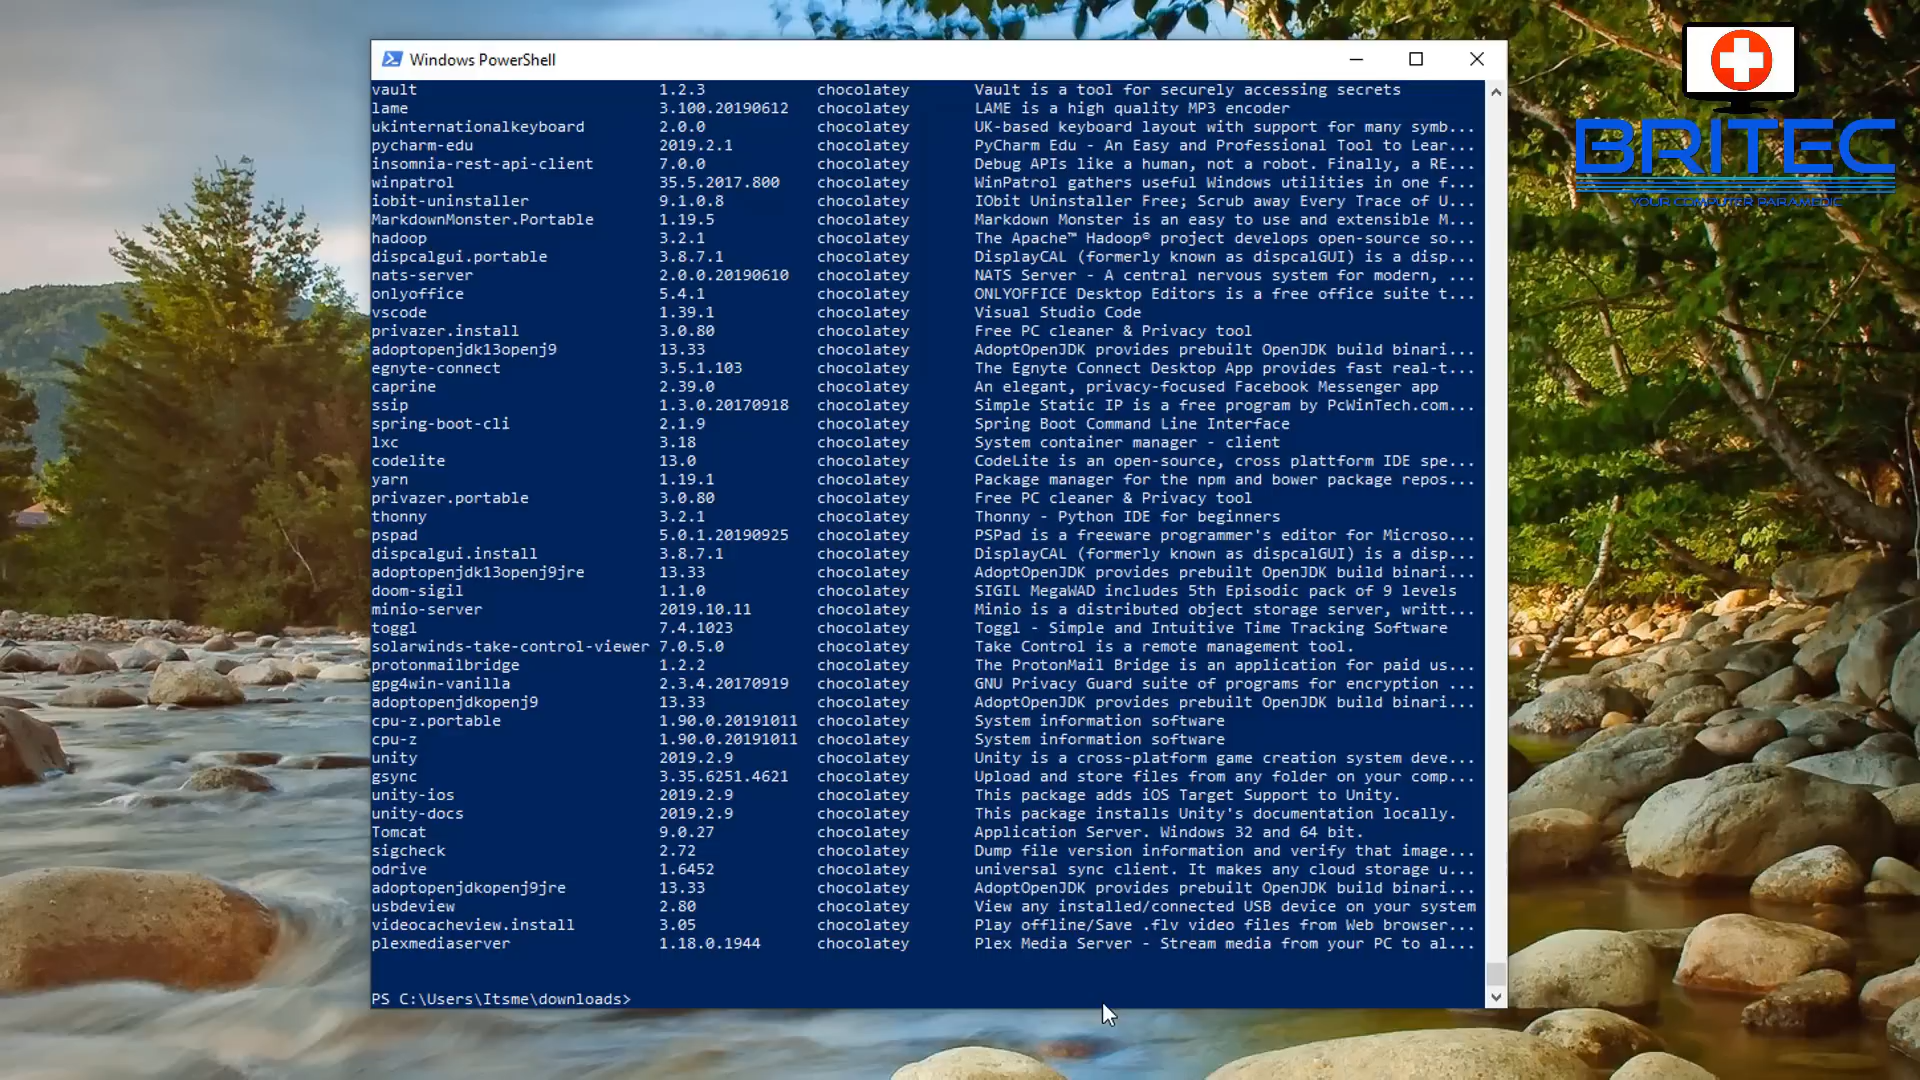 Windows PowerShell
vault 1.2.3 chocolatey Vault is a tool for securely accessing secrets
lame 3.100.20190612 chocolatey LAME is a high quality MP3 encoder
ukinternationalkeyboard 2.0.0 chocolatey UK-based keyboard layout with support for many symb...
pycharm-edu 2019.2.1 chocolatey PyCharm Edu - An Easy and Professional Tool to Lear...
insomnia-rest-api-client 7.0.0 chocolatey Debug APIs like a human, not a robot. Finally, a RE...
winpatrol 35.5.2017.800 chocolatey WinPatrol gathers useful Windows utilities in one f...
iobit-uninstaller 9.1.0.8 chocolatey IObit Uninstaller Free; Scrub away Every Trace of U...
MarkdownMonster.Portable 1.19.5 chocolatey Markdown Monster is an easy to use and extensible M...
hadoop 3.2.1 chocolatey The Apache™ Hadoop® project develops open-source so...
dispcalgui.portable 3.8.7.1 chocolatey DisplayCAL (formerly known as dispcalGUI) is a disp...
nats-server 2.0.0.20190610 chocolatey NATS Server - A central nervous system for modern, ...
onlyoffice 5.4.1 chocolatey ONLYOFFICE Desktop Editors is a free office suite t...
vscode 1.39.1 chocolatey Visual Studio Code
privazer.install 3.0.80 chocolatey Free PC cleaner & Privacy tool
adoptopenjdk13openj9 13.33 chocolatey AdoptOpenJDK provides prebuilt OpenJDK build binari...
egnyte-connect 3.5.1.103 chocolatey The Egnyte Connect Desktop App provides fast real-t...
caprine 2.39.0 chocolatey An elegant, privacy-focused Facebook Messenger app
ssip 1.3.0.20170918 chocolatey Simple Static IP is a free program by PcWinTech.com...
spring-boot-cli 2.1.9 chocolatey Spring Boot Command Line Interface
lxc 3.18 chocolatey System container manager - client
codelite 13.0 chocolatey CodeLite is an open-source, cross plattform IDE spe...
yarn 1.19.1 chocolatey Package manager for the npm and bower package repos...
privazer.portable 3.0.80 chocolatey Free PC cleaner & Privacy tool
thonny 3.2.1 chocolatey Thonny - Python IDE for beginners
pspad 5.0.1.20190925 chocolatey PSPad is a freeware programmer's editor for Microso...
dispcalgui.install 3.8.7.1 chocolatey DisplayCAL (formerly known as dispcalGUI) is a disp...
adoptopenjdk13openj9jre 13.33 chocolatey AdoptOpenJDK provides prebuilt OpenJDK build binari...
doom-sigil 1.1.0 chocolatey SIGIL MegaWAD includes 5th Episodic pack of 9 levels
minio-server 2019.10.11 chocolatey Minio is a distributed object storage server, writt...
toggl 7.4.1023 chocolatey Toggl - Simple and Intuitive Time Tracking Software
solarwinds-take-control-viewer 7.0.5.0 chocolatey Take Control is a remote management tool.
protonmailbridge 1.2.2 chocolatey The ProtonMail Bridge is an application for paid us...
gpg4win-vanilla 2.3.4.20170919 chocolatey GNU Privacy Guard suite of programs for encryption ...
adoptopenjdkopenj9 13.33 chocolatey AdoptOpenJDK provides prebuilt OpenJDK build binari...
cpu-z.portable 1.90.0.20191011 chocolatey System information software
cpu-z 1.90.0.20191011 chocolatey System information software
unity 2019.2.9 chocolatey Unity is a cross-platform game creation system deve...
gsync 3.35.6251.4621 chocolatey Upload and store files from any folder on your comp...
unity-ios 2019.2.9 chocolatey This package adds iOS Target Support to Unity.
unity-docs 2019.2.9 chocolatey This package installs Unity's documentation locally.
Tomcat 9.0.27 chocolatey Application Server. Windows 32 and 64 bit.
sigcheck 2.72 chocolatey Dump file version information and verify that image...
odrive 1.6452 chocolatey universal sync client. It makes any cloud storage u...
adoptopenjdkopenj9jre 13.33 chocolatey AdoptOpenJDK provides prebuilt OpenJDK build binari...
usbdeview 2.80 chocolatey View any installed/connected USB device on your system
videocacheview.install 3.05 chocolatey Play offline/Save .flv video files from Web browser...
plexmediaserver 1.18.0.1944 chocolatey Plex Media Server - Stream media from your PC to al...
PS C:\Users\Itsme\downloads>
BRITEC
YOUR COMPUTER PARAMEDIC